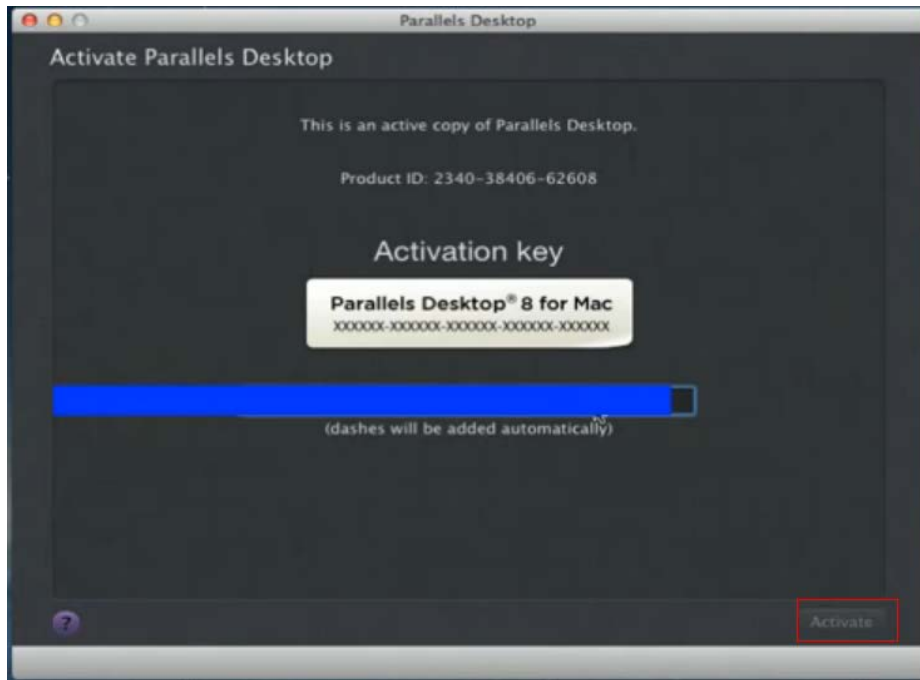 Parallels Desktop
Activate Parallels Desktop
This is an active copy of Parallels Desktop.
Product ID: 2340-38406-62608
Activation key
Parallels Desktop® 8 for Mac
XXXXXX-XXXXXX-XXXXXX-XXXXXX-XXXXXX
(dashes will be added automatically)
?
Activate